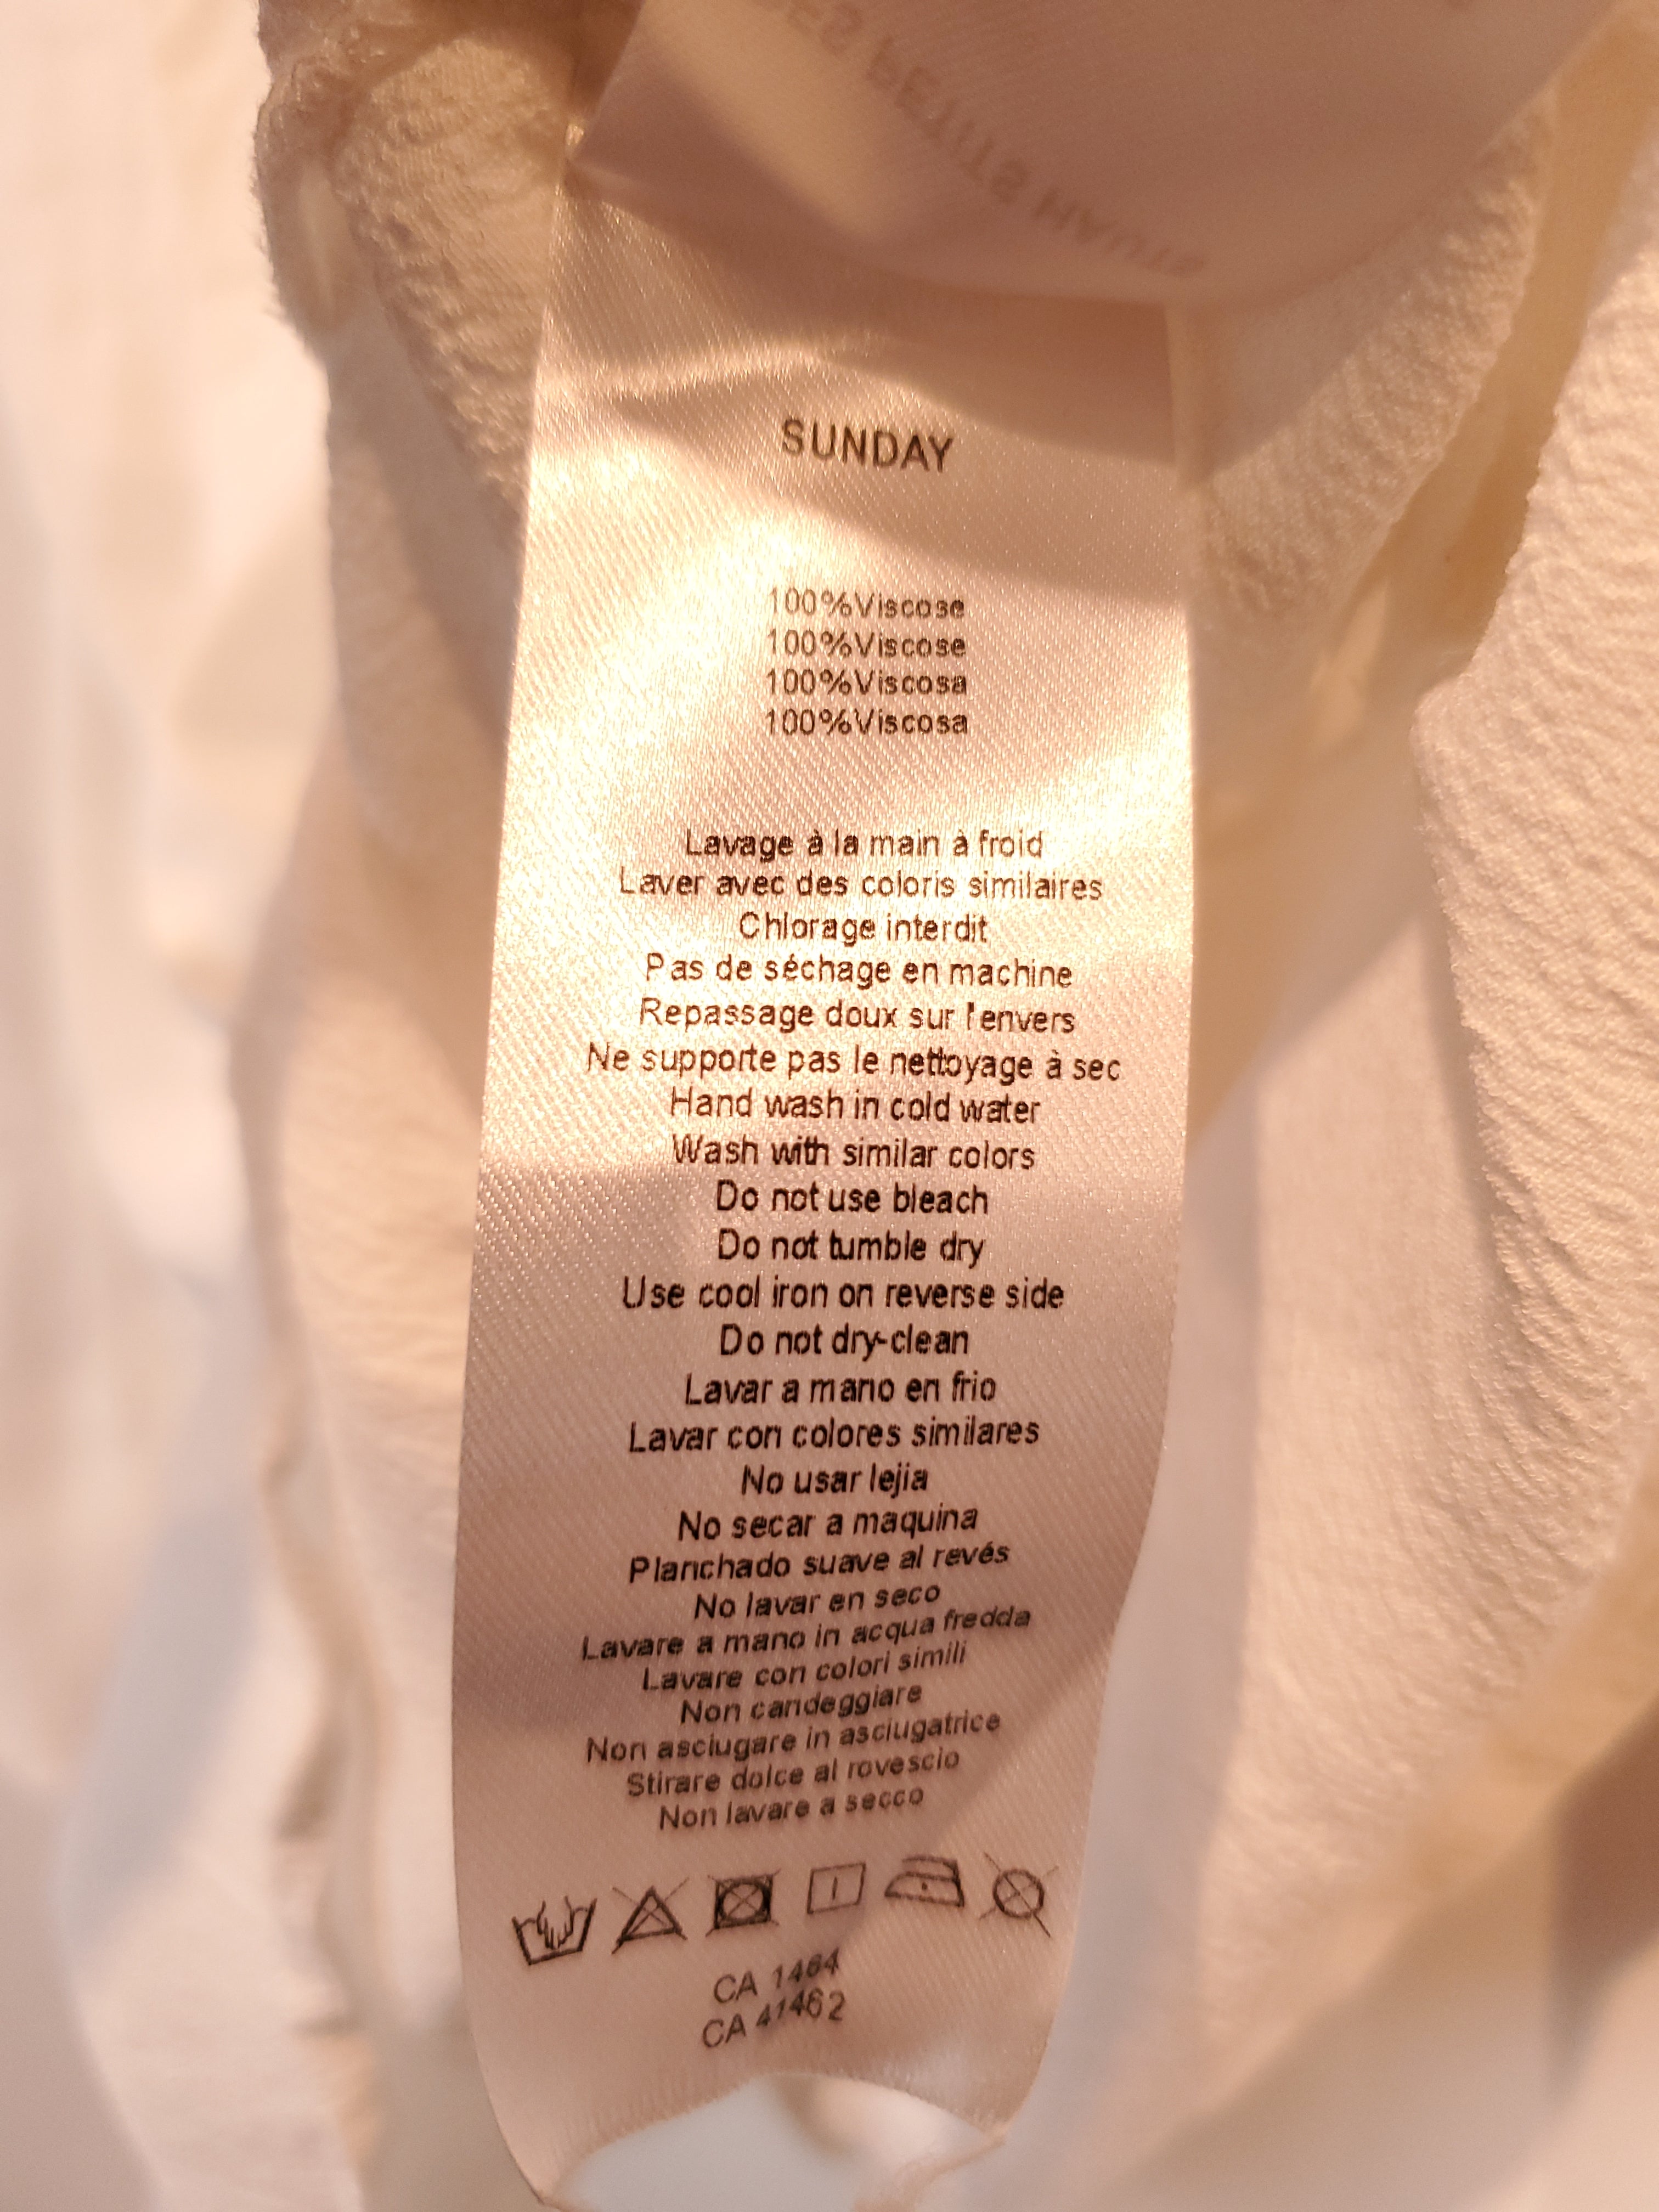 SUNDAY
100%Viscose
100%Viscose
100%Viscosa
100%Viscosa
Lavage à la main à froid
Laver avec des coloris similaires
Chlorage interdit
Pas de séchage en machine
Repassage doux sur l'envers
Ne supporte pas le nettoyage à sec
Hand wash in cold water
Wash with similar colors
Do not use bleach
Do not tumble dry
Use cool iron on reverse side
Do not dry-clean
Lavar a mano en frio
Lavar con colores similares
No usar lejia
No secar a maquina
Planchado suave al revés
No lavar en seco
Lavare a mano in acqua fredda
Lavare con colori simili
Non candeggiare
Non asciugare in asciugatrice
Stirare dolce al rovescio
Non lavare a secco
CA 1464
CA 41462